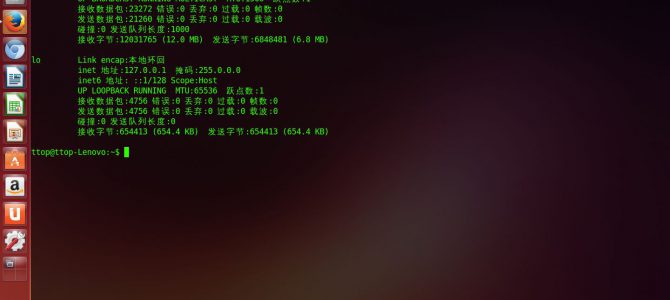 接收数据包:23272 错误:0 丢弃:0 过载:0 帧数:0
发送数据包:21260 错误:0 丢弃:0 过载:0 载波:0
碰撞:0 发送队列长度:1000
接收字节:12031765 (12.0 MB)  发送字节:6848481 (6.8 MB)
lo        Link encap:本地环回
inet 地址:127.0.0.1  掩码:255.0.0.0
inet6 地址: ::1/128 Scope:Host
UP LOOPBACK RUNNING  MTU:65536  跃点数:1
接收数据包:4756 错误:0 丢弃:0 过载:0 帧数:0
发送数据包:4756 错误:0 丢弃:0 过载:0 载波:0
碰撞:0 发送队列长度:0
接收字节:654413 (654.4 KB)  发送字节:654413 (654.4 KB)
ttop@ttop-Lenovo:~$